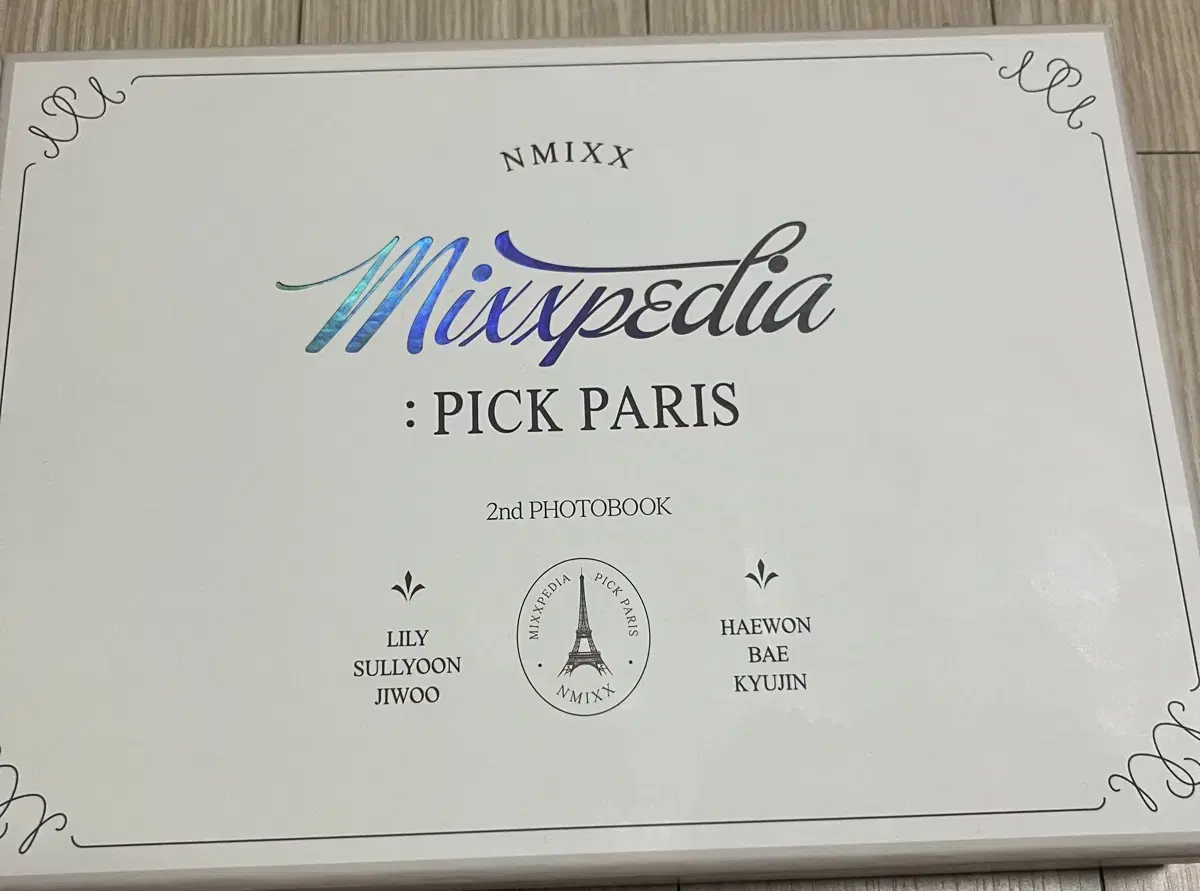 NMIXX
Mixxpedia
: PICK PARIS
2nd PHOTOBOOK
LILY
SULLYOON
JIWOO
MIXXPEDIA PICK PARIS
NMIXX
HAEWON
BAE
KYUJIN